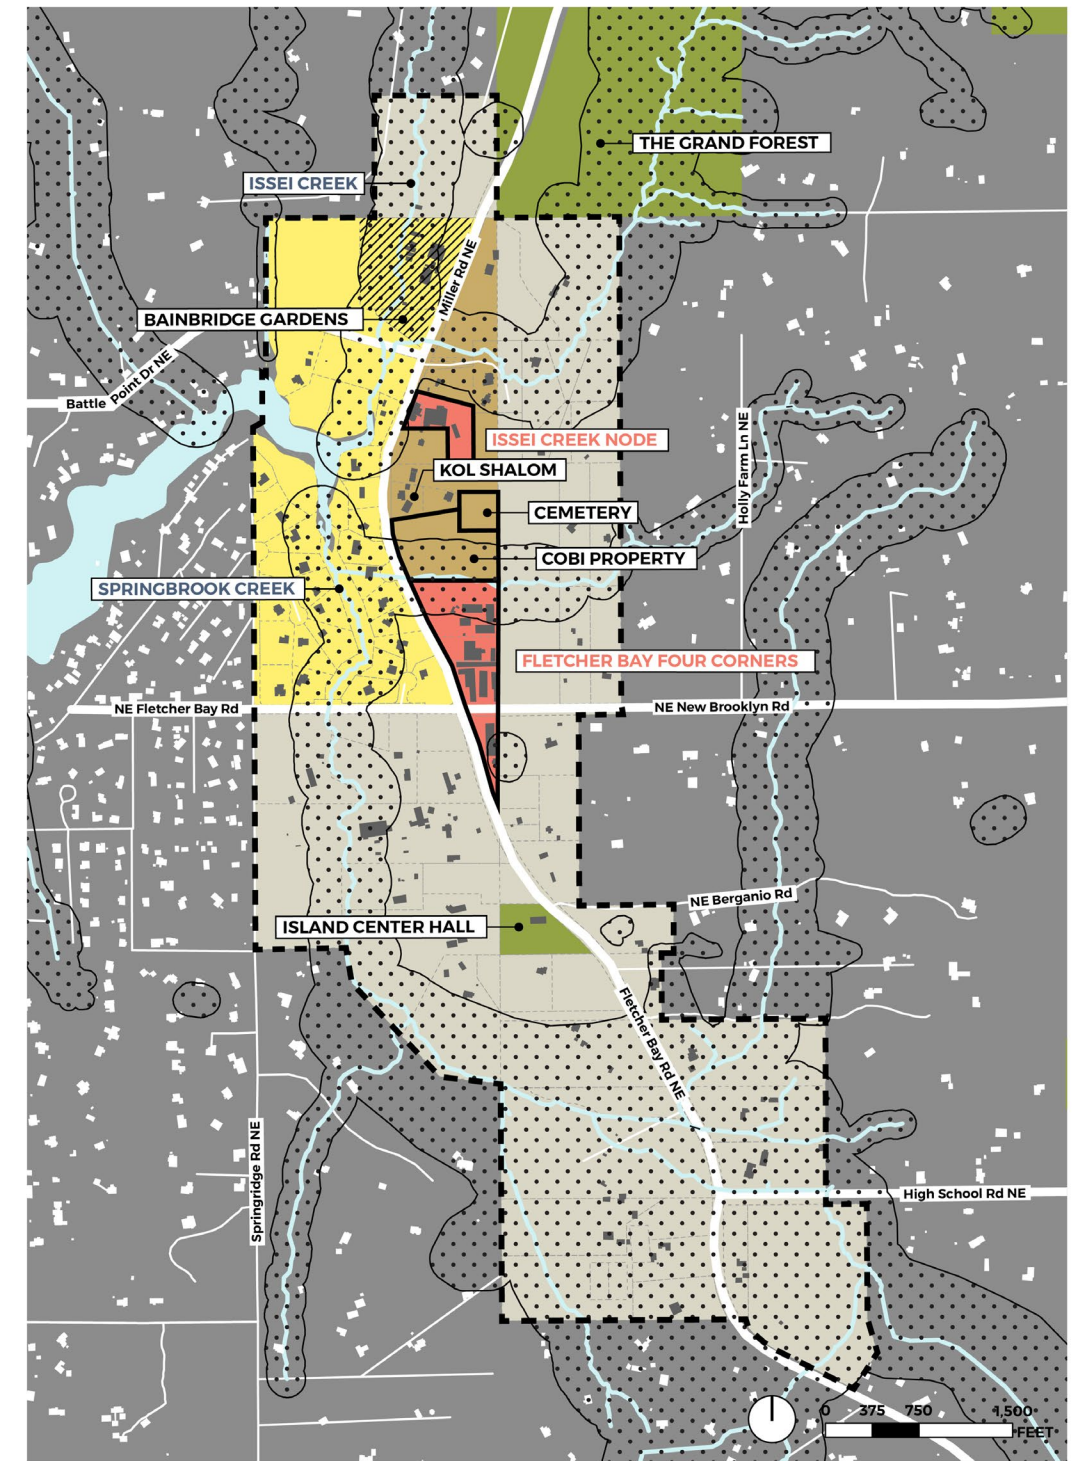 THE GRAND FOREST
ISSEI CREEK
Miller Rd NE
BAINBRIDGE GARDENS
Battle Point Dr NE
ISSEI CREEK NODE
Holly Farm Ln NE
KOL SHALOM
CEMETERY
COBI PROPERTY
SPRINGBROOK CREEK
FLETCHER BAY FOUR CORNERS
NE Fletcher Bay Rd
NE New Brooklyn Rd
NE Berganio Rd
ISLAND CENTER HALL
Fletcher Bay Rd NE
Springridge Rd NE
High School Rd NE
0 375 750 1,500
FEET